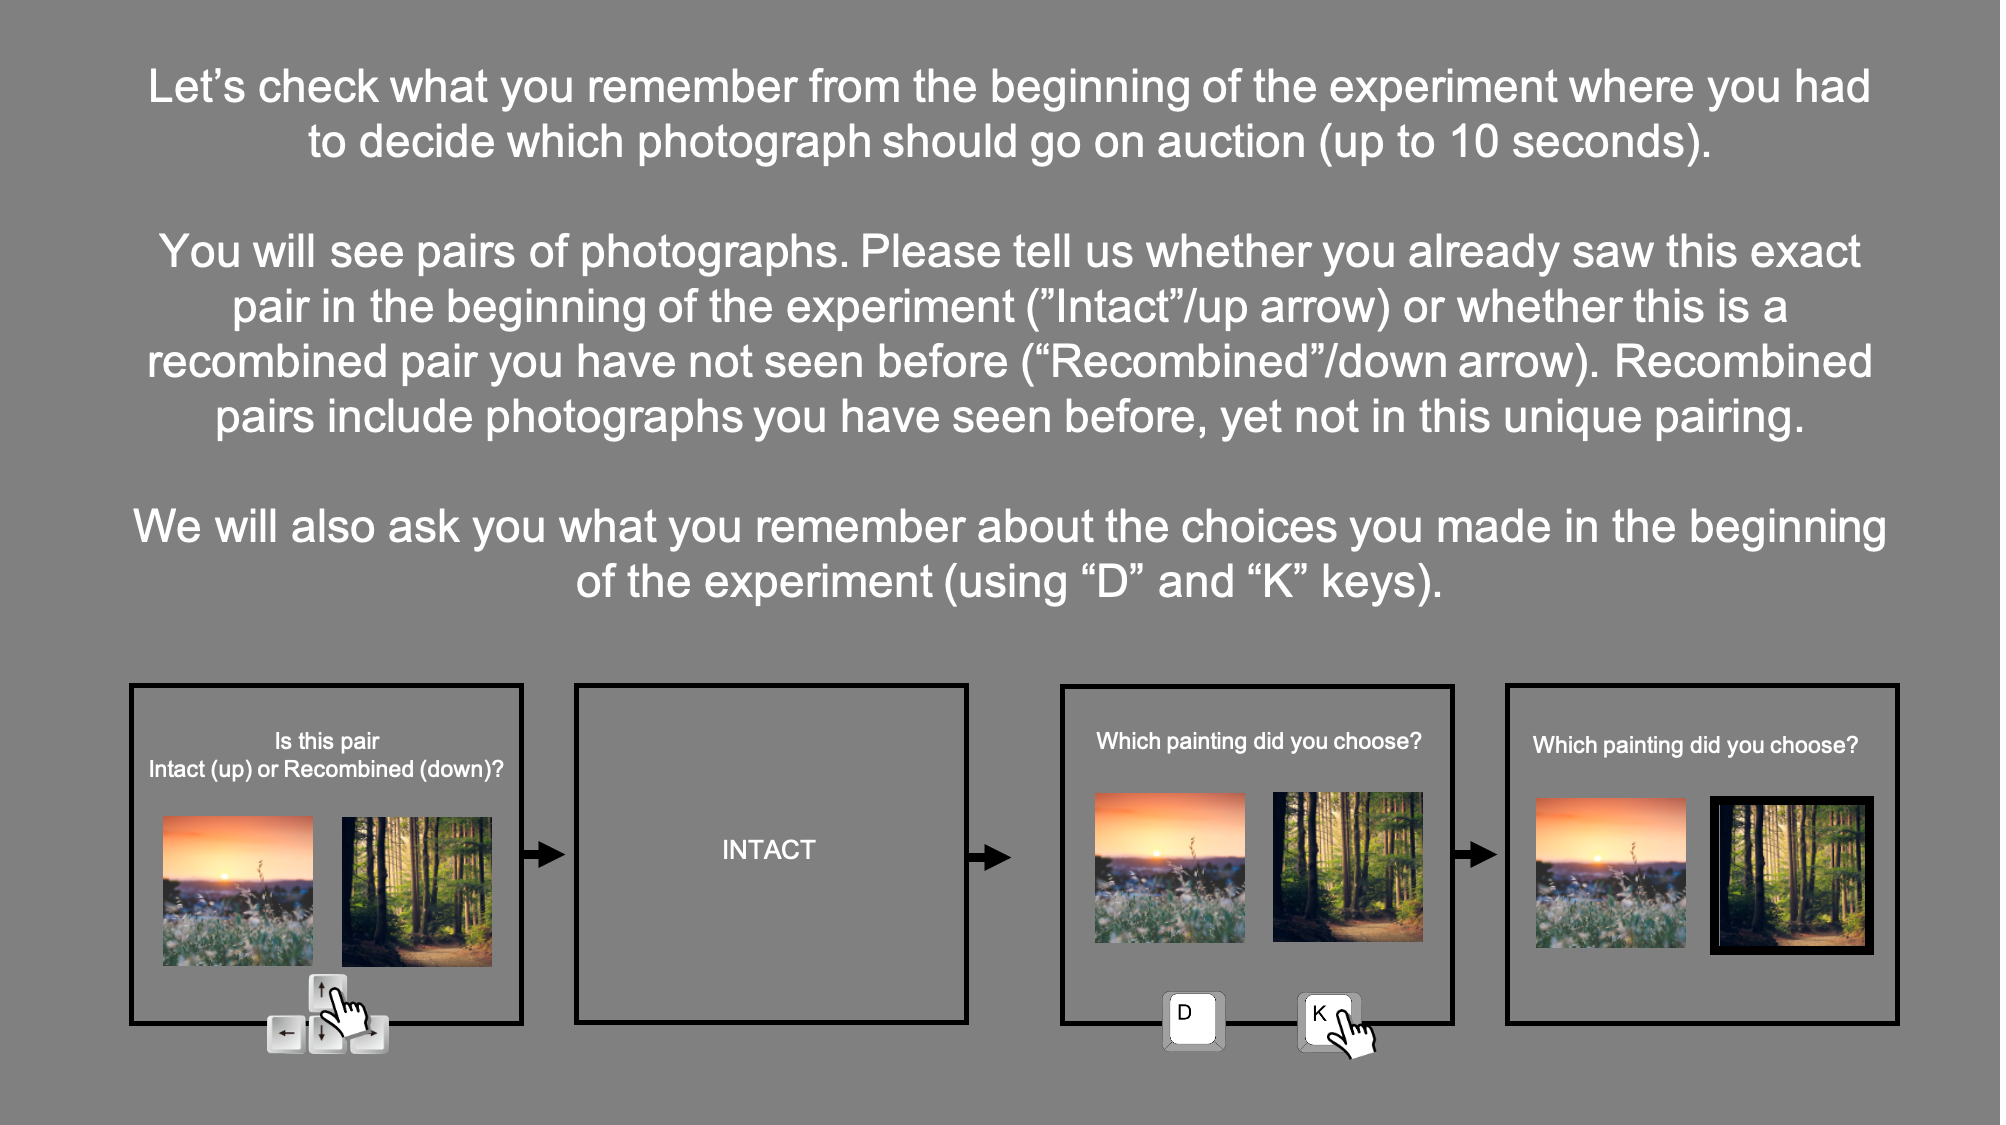 Let’s check what you remember from the beginning of the experiment where you had
to decide which photograph should go on auction (up to 10 seconds).
You will see pairs of photographs. Please tell us whether you already saw this exact
pair in the beginning of the experiment (”Intact”/up arrow) or whether this is a
recombined pair you have not seen before (“Recombined”/down arrow). Recombined
pairs include photographs you have seen before, yet not in this unique pairing.
We will also ask you what you remember about the choices you made in the beginning
of the experiment (using “D” and “K” keys).
Is this pair
Intact (up) or Recombined (down)?
INTACT
Which painting did you choose?
D
K
Which painting did you choose?